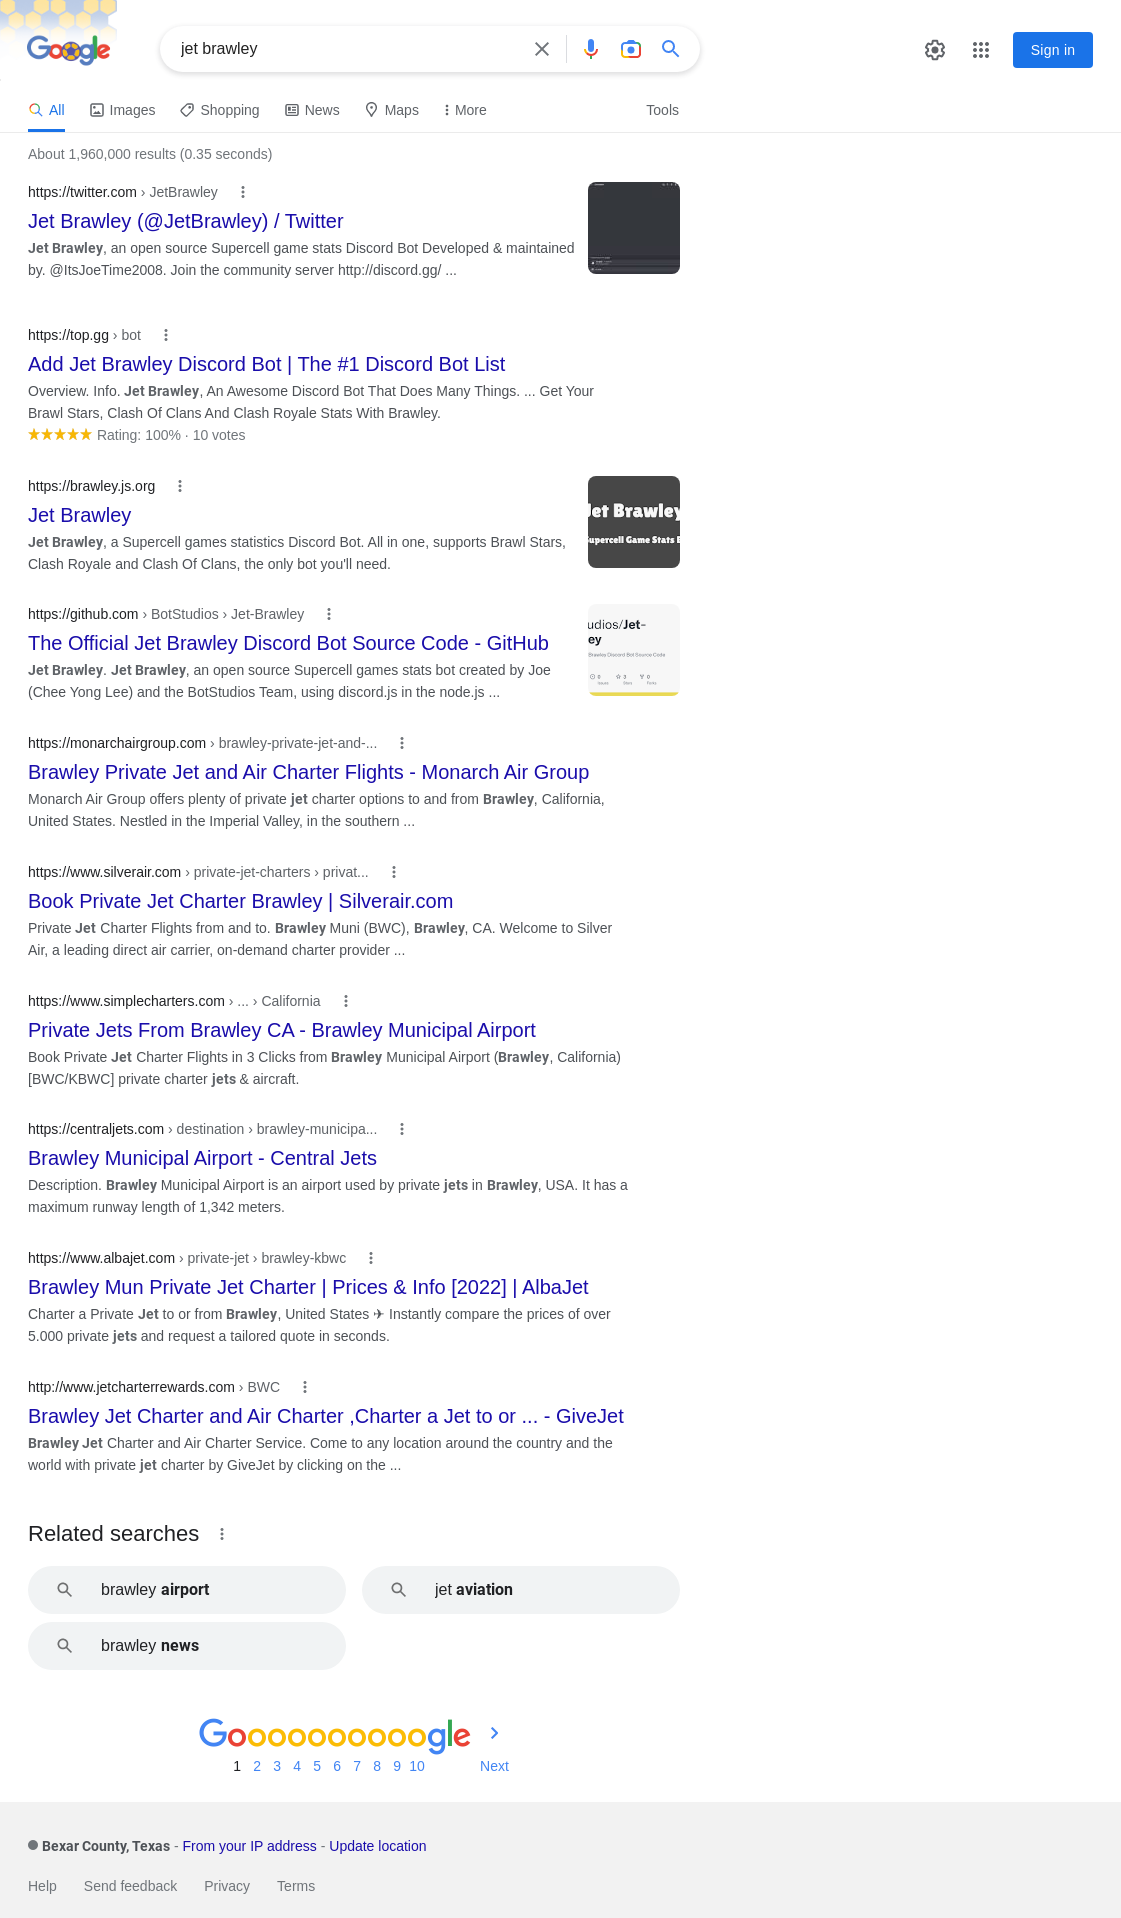 Google
jet brawley
Sign in
All
Images
Shopping
News
Maps
More
Tools
About 1,960,000 results (0.35 seconds)
https://twitter.com › JetBrawley
Jet Brawley (@JetBrawley) / Twitter
Jet Brawley, an open source Supercell game stats Discord Bot Developed & maintained
by. @ItsJoeTime2008. Join the community server http://discord.gg/ ...
https://top.gg › bot
Add Jet Brawley Discord Bot | The #1 Discord Bot List
Overview. Info. Jet Brawley, An Awesome Discord Bot That Does Many Things. ... Get Your
Brawl Stars, Clash Of Clans And Clash Royale Stats With Brawley.
Rating: 100% · 10 votes
https://brawley.js.org
Jet Brawley
Jet Brawley, a Supercell games statistics Discord Bot. All in one, supports Brawl Stars,
Clash Royale and Clash Of Clans, the only bot you'll need.
Jet Brawley
Supercell Game Stats
https://github.com › BotStudios › Jet-Brawley
The Official Jet Brawley Discord Bot Source Code - GitHub
Jet Brawley. Jet Brawley, an open source Supercell games stats bot created by Joe
(Chee Yong Lee) and the BotStudios Team, using discord.js in the node.js ...
udios/Jet-
ey
Brawley Discord Bot Source Code
https://monarchairgroup.com › brawley-private-jet-and-...
Brawley Private Jet and Air Charter Flights - Monarch Air Group
Monarch Air Group offers plenty of private jet charter options to and from Brawley, California,
United States. Nestled in the Imperial Valley, in the southern ...
https://www.silverair.com › private-jet-charters › privat...
Book Private Jet Charter Brawley | Silverair.com
Private Jet Charter Flights from and to. Brawley Muni (BWC), Brawley, CA. Welcome to Silver
Air, a leading direct air carrier, on-demand charter provider ...
https://www.simplecharters.com › ... › California
Private Jets From Brawley CA - Brawley Municipal Airport
Book Private Jet Charter Flights in 3 Clicks from Brawley Municipal Airport (Brawley, California)
[BWC/KBWC] private charter jets & aircraft.
https://centraljets.com › destination › brawley-municipa...
Brawley Municipal Airport - Central Jets
Description. Brawley Municipal Airport is an airport used by private jets in Brawley, USA. It has a
maximum runway length of 1,342 meters.
https://www.albajet.com › private-jet › brawley-kbwc
Brawley Mun Private Jet Charter | Prices & Info [2022] | AlbaJet
Charter a Private Jet to or from Brawley, United States ✈ Instantly compare the prices of over
5.000 private jets and request a tailored quote in seconds.
http://www.jetcharterrewards.com › BWC
Brawley Jet Charter and Air Charter ,Charter a Jet to or ... - GiveJet
Brawley Jet Charter and Air Charter Service. Come to any location around the country and the
world with private jet charter by GiveJet by clicking on the ...
Related searches
brawley airport
jet aviation
brawley news
Goooooooooogle
1 2 3 4 5 6 7 8 9 10 Next
Bexar County, Texas - From your IP address - Update location
Help Send feedback Privacy Terms